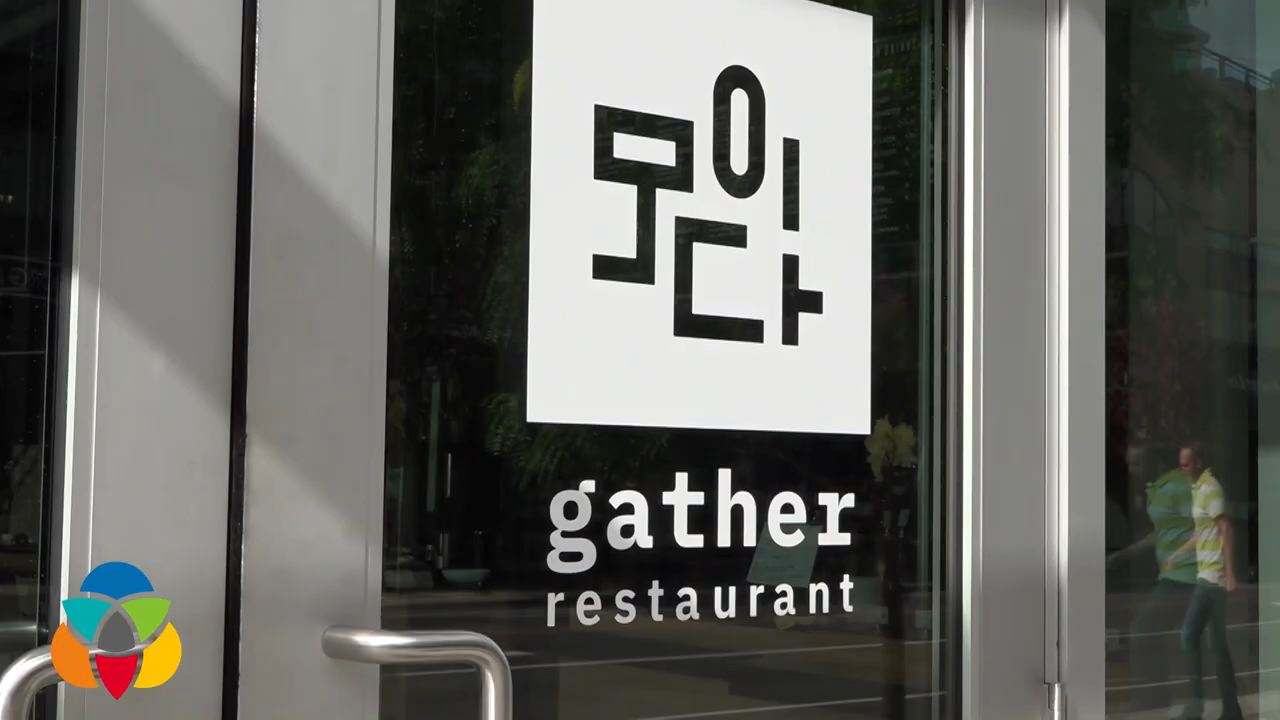 모이다
gather
restaurant